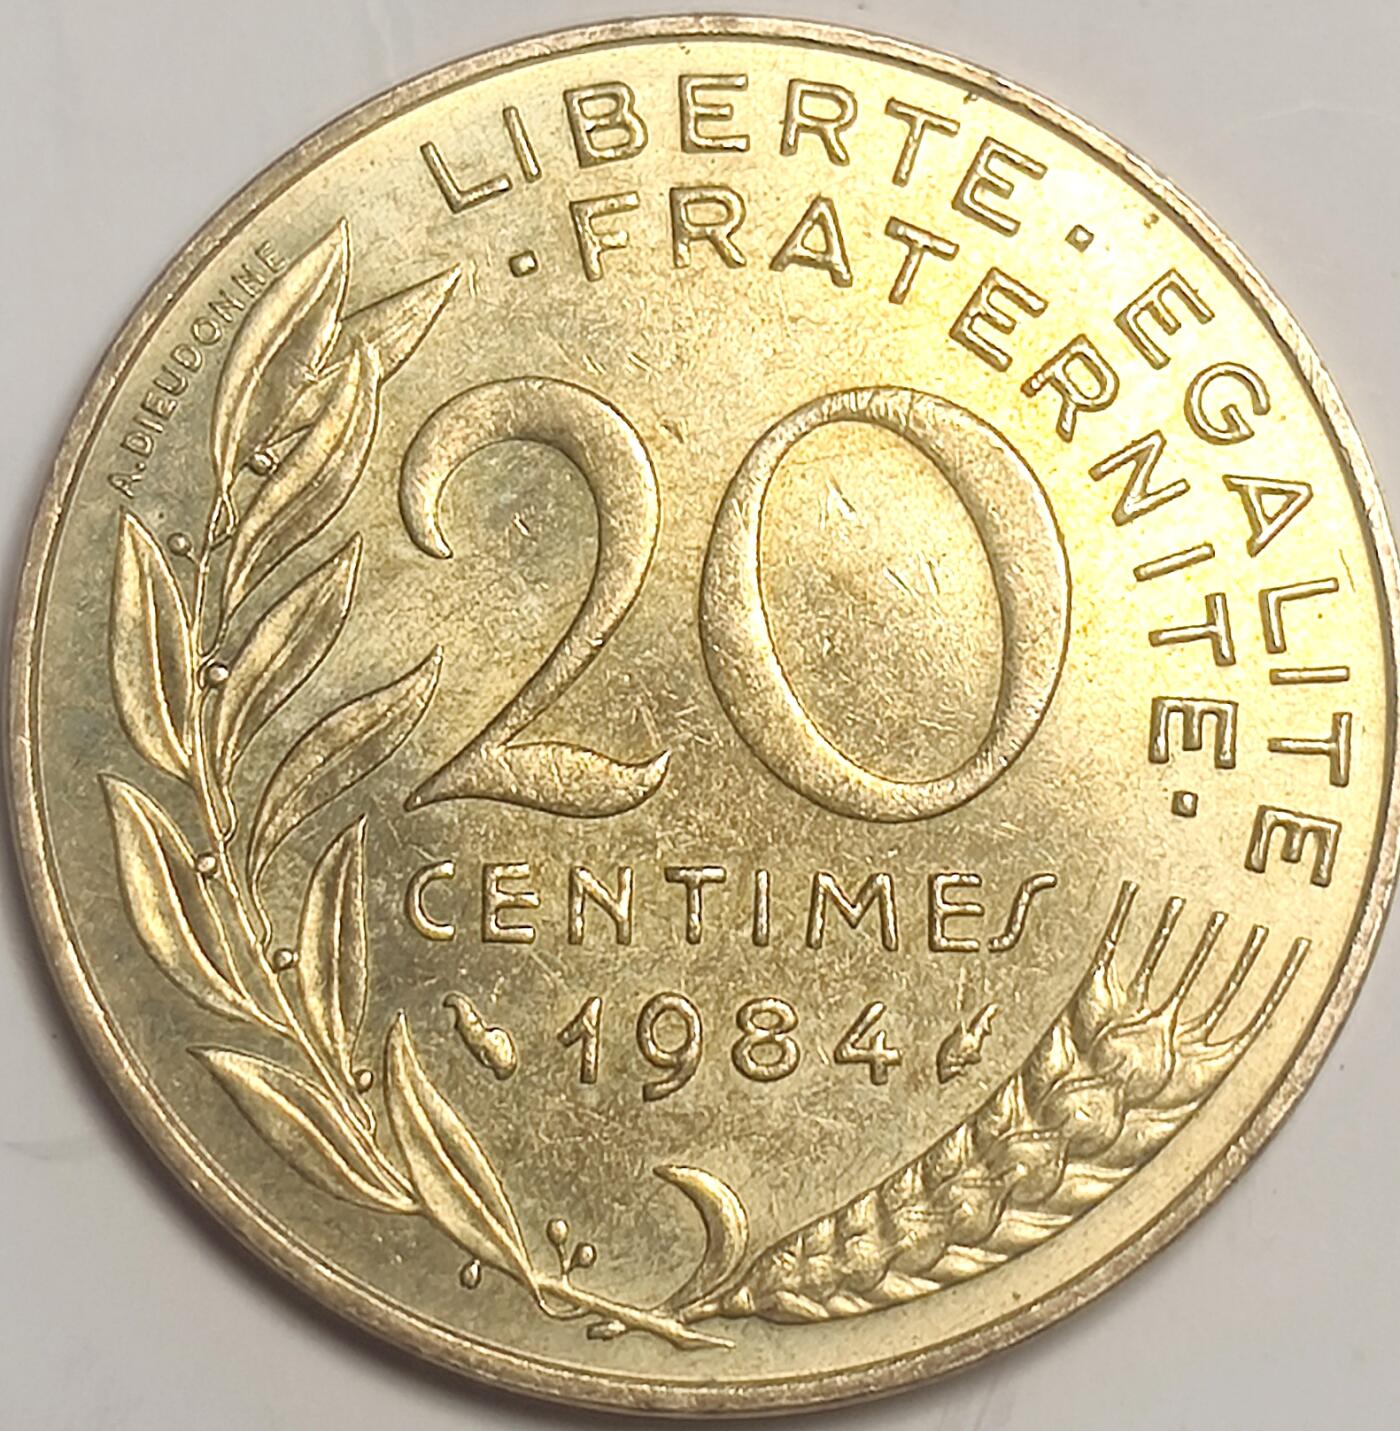 LIBERTE · EGALITE
· FRATERNITE ·
A.DIEUDONNE
20
CENTIMES
1984